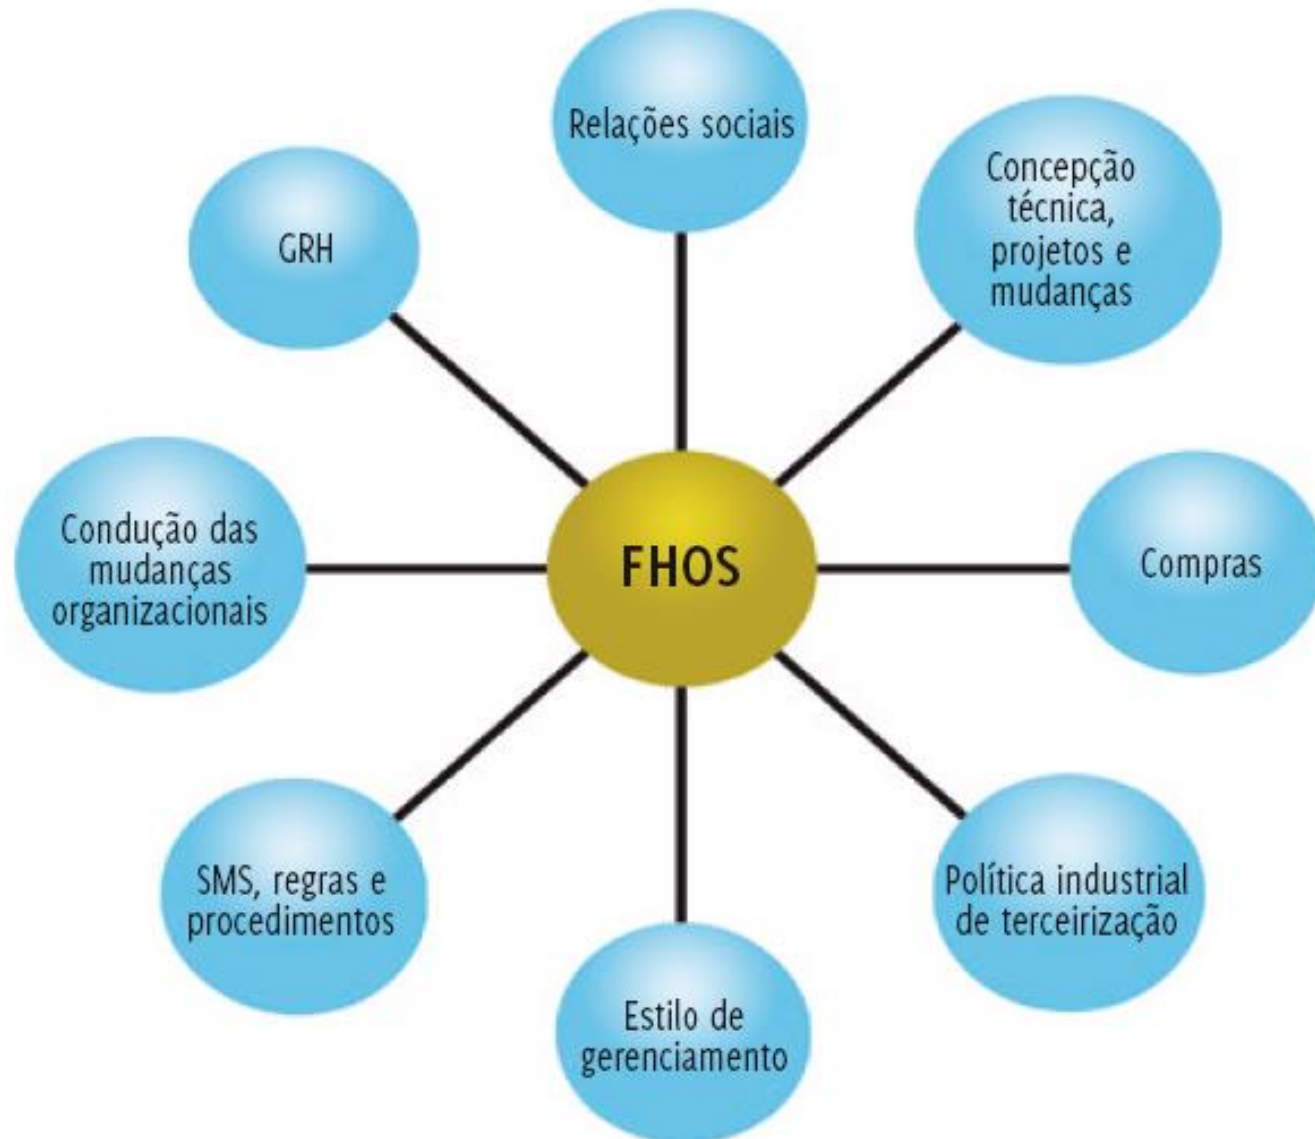 Relações sociais
Concepção
técnica,
projetos e
mudanças
GRH
Condução das
mudanças
organizacionais
FHOS
Compras
SMS, regras e
procedimentos
Política industrial
de terceirização
Estilo de
gerenciamento